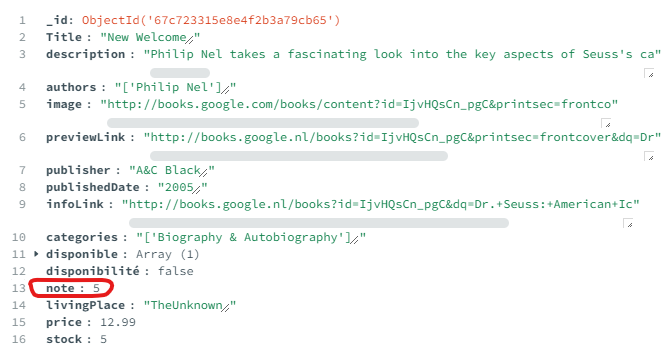 1 _id: ObjectId('67c723315e8e4f2b3a79cb65')
2 Title : "New Welcome"
3 description : "Philip Nel takes a fascinating look into the key aspects of Seuss's ca"
4 authors : "['Philip Nel']"
5 image : "http://books.google.com/books/content?id=IjvHQsCn_pgC&printsec=frontco"
6 previewLink : "http://books.google.nl/books?id=IjvHQsCn_pgC&printsec=frontcover&dq=Dr"
7 publisher : "A&C Black"
8 publishedDate : "2005"
9 infoLink : "http://books.google.nl/books?id=IjvHQsCn_pgC&dq=Dr.+Seuss:+American+Ic"
10 categories : "['Biography & Autobiography']"
11 disponible : Array (1)
12 disponibilité : false
13 note : 5
14 livingPlace : "TheUnknown"
15 price : 12.99
16 stock : 5